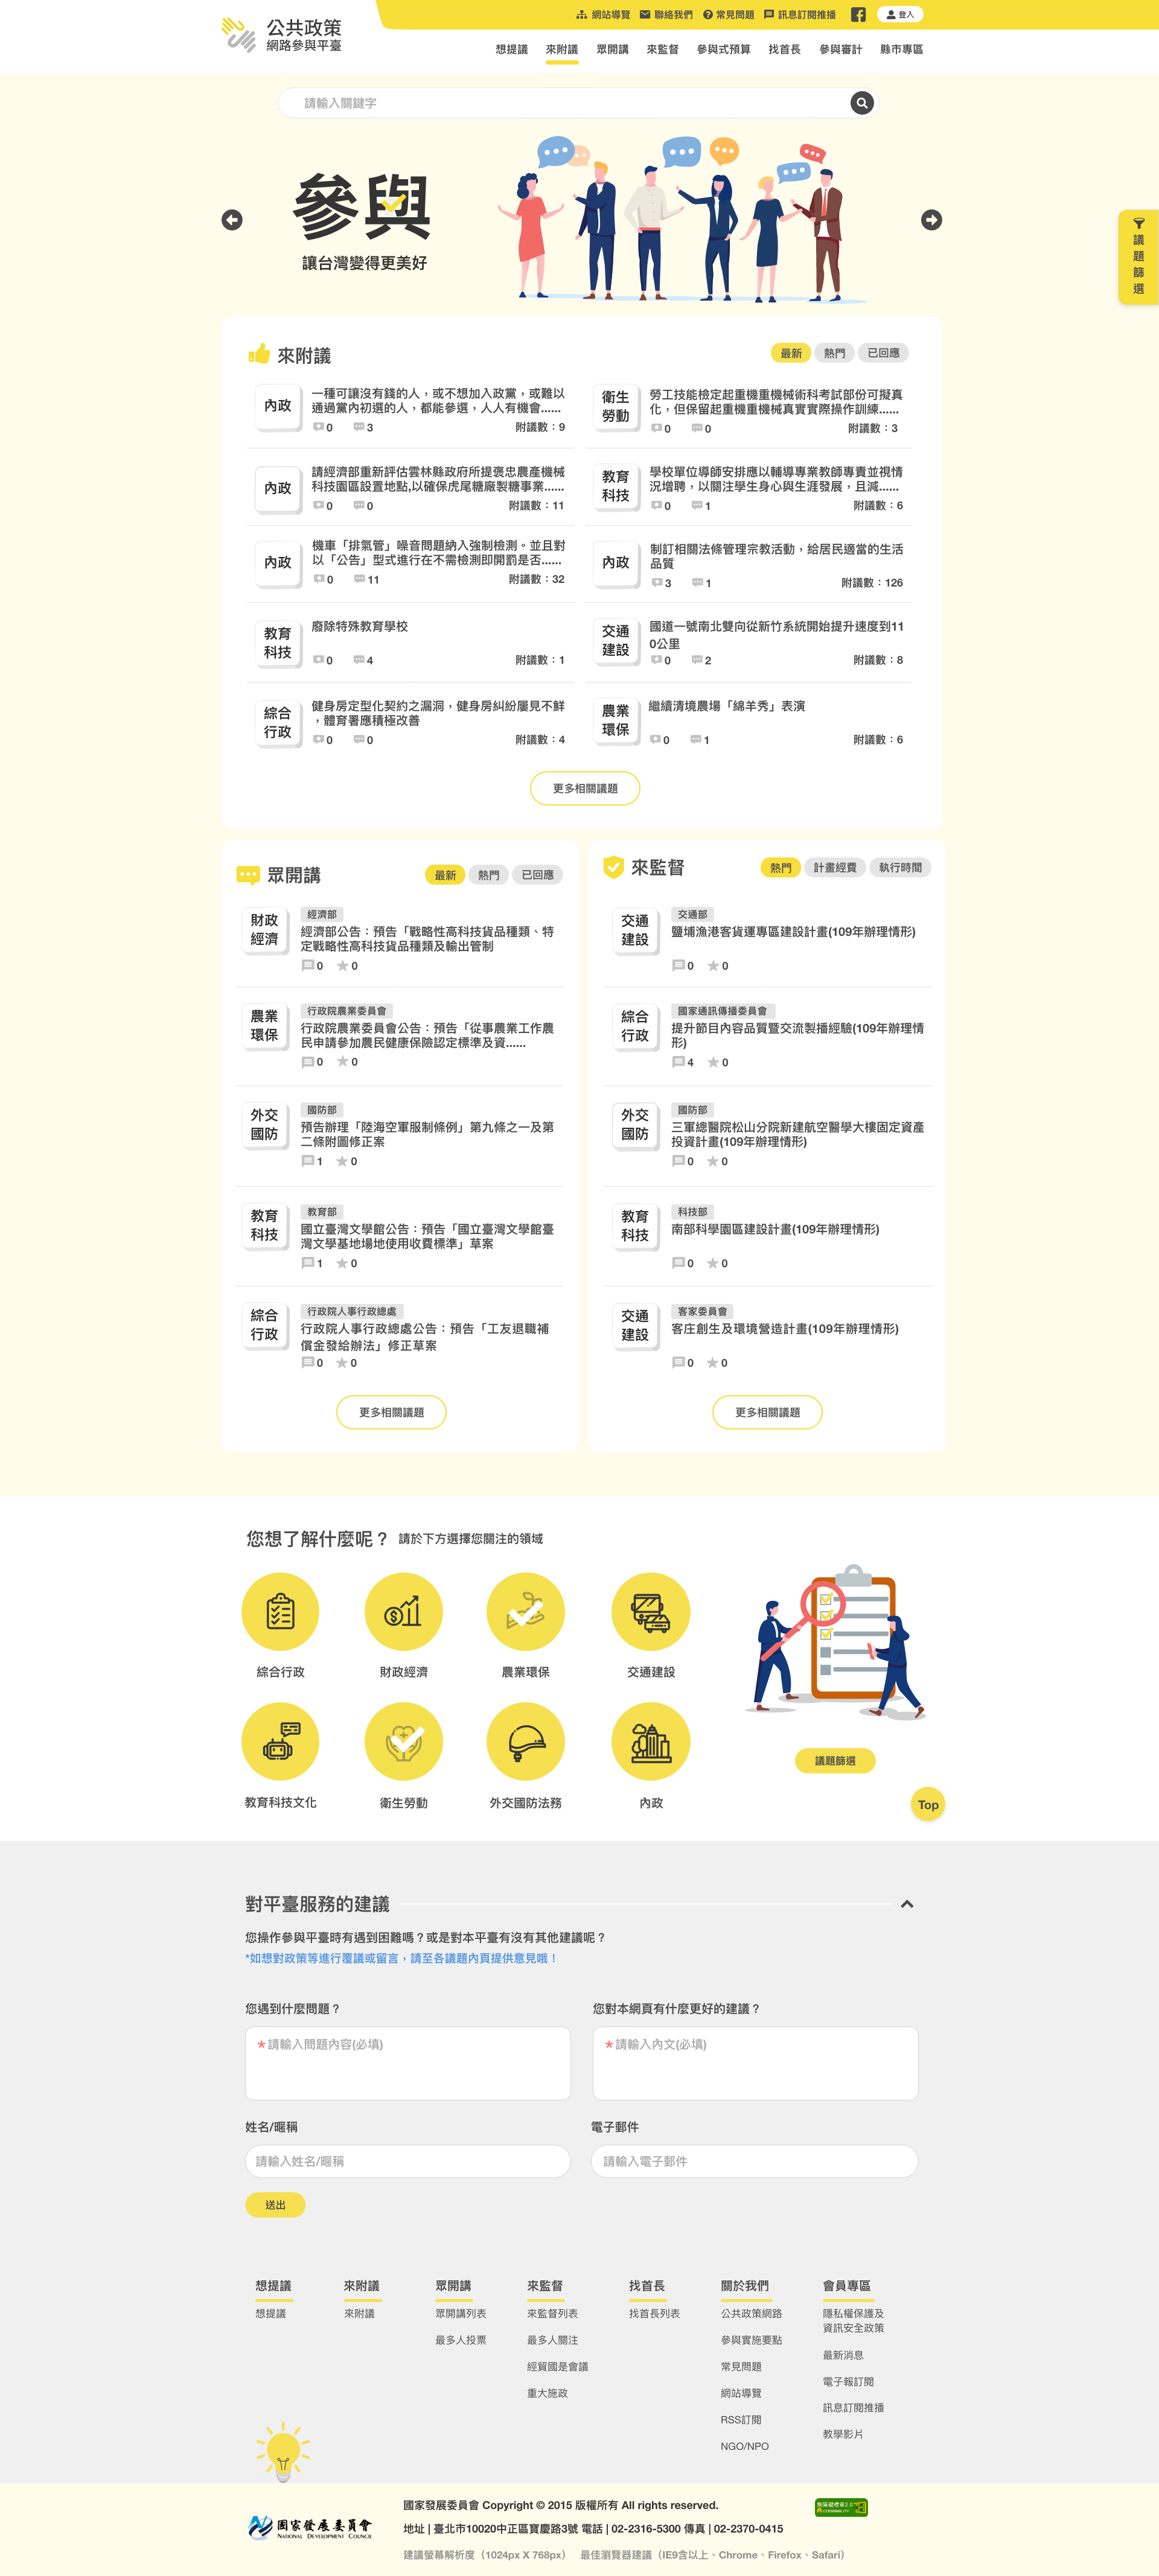 公共政策
網路參與平臺
網站導覽 聯絡我們 常見問題 訊息訂閱推播 登入
想提議 來附議 眾開講 來監督 參與式預算 找首長 參與審計 縣市專區
請輸入關鍵字
參與
讓台灣變得更美好
議題篩選
來附議
最新 熱門 已回應
內政
一種可讓沒有錢的人，或不想加入政黨，或難以
通過黨內初選的人，都能參選，人人有機會......
0 3 附議數：9
衛生
勞動
勞工技能檢定起重機重機械術科考試部份可擬真
化，但保留起重機重機械真實實際操作訓練......
0 0 附議數：3
內政
請經濟部重新評估雲林縣政府所提褒忠農產機械
科技園區設置地點,以確保虎尾糖廠製糖事業......
0 0 附議數：11
教育
科技
學校單位導師安排應以輔導專業教師專責並視情
況增聘，以關注學生身心與生涯發展，且減......
0 1 附議數：6
內政
機車「排氣管」噪音問題納入強制檢測。並且對
以「公告」型式進行在不需檢測即開罰是否......
0 11 附議數：32
內政
制訂相關法條管理宗教活動，給居民適當的生活
品質
3 1 附議數：126
教育
科技
廢除特殊教育學校
0 4 附議數：1
交通
建設
國道一號南北雙向從新竹系統開始提升速度到11
0公里
0 2 附議數：8
綜合
行政
健身房定型化契約之漏洞，健身房糾紛屢見不鮮
，體育署應積極改善
0 0 附議數：4
農業
環保
繼續清境農場「綿羊秀」表演
0 1 附議數：6
更多相關議題
眾開講
最新 熱門 已回應
財政
經濟
經濟部
經濟部公告：預告「戰略性高科技貨品種類、特
定戰略性高科技貨品種類及輸出管制
0 0
農業
環保
行政院農業委員會
行政院農業委員會公告：預告「從事農業工作農
民申請參加農民健康保險認定標準及資......
0 0
外交
國防
國防部
預告辦理「陸海空軍服制條例」第九條之一及第
二條附圖修正案
1 0
教育
科技
教育部
國立臺灣文學館公告：預告「國立臺灣文學館臺
灣文學基地場地使用收費標準」草案
1 0
綜合
行政
行政院人事行政總處
行政院人事行政總處公告：預告「工友退職補
償金發給辦法」修正草案
0 0
更多相關議題
來監督
熱門 計畫經費 執行時間
交通
建設
交通部
鹽埔漁港客貨運專區建設計畫(109年辦理情形)
0 0
綜合
行政
國家通訊傳播委員會
提升節目內容品質暨交流製播經驗(109年辦理情
形)
4 0
外交
國防
國防部
三軍總醫院松山分院新建航空醫學大樓固定資產
投資計畫(109年辦理情形)
0 0
教育
科技
科技部
南部科學園區建設計畫(109年辦理情形)
0 0
交通
建設
客家委員會
客庄創生及環境營造計畫(109年辦理情形)
0 0
更多相關議題
您想了解什麼呢？ 請於下方選擇您關注的領域
綜合行政 財政經濟 農業環保 交通建設
教育科技文化 衛生勞動 外交國防法務 內政
議題篩選
Top
對平臺服務的建議
您操作參與平臺時有遇到困難嗎？或是對本平臺有沒有其他建議呢？
*如想對政策等進行覆議或留言，請至各議題內頁提供意見哦！
您遇到什麼問題？ 您對本網頁有什麼更好的建議？
*請輸入問題內容(必填) *請輸入內文(必填)
姓名/暱稱 電子郵件
請輸入姓名/暱稱 請輸入電子郵件
送出
想提議
想提議
來附議
來附議
眾開講
眾開講列表
最多人投票
來監督
來監督列表
最多人關注
經貿國是會議
重大施政
找首長
找首長列表
關於我們
公共政策網路
參與實施要點
常見問題
網站導覽
RSS訂閱
NGO/NPO
會員專區
隱私權保護及
資訊安全政策
最新消息
電子報訂閱
訊息訂閱推播
教學影片
國家發展委員會
NATIONAL DEVELOPMENT COUNCIL
國家發展委員會 Copyright © 2015 版權所有 All rights reserved.
地址 | 臺北市10020中正區寶慶路3號 電話 | 02-2316-5300 傳真 | 02-2370-0415
建議螢幕解析度（1024px X 768px） 最佳瀏覽器建議（IE9含以上、Chrome、Firefox、Safari）
無障礙標章2.0
ACCESSIBILITY